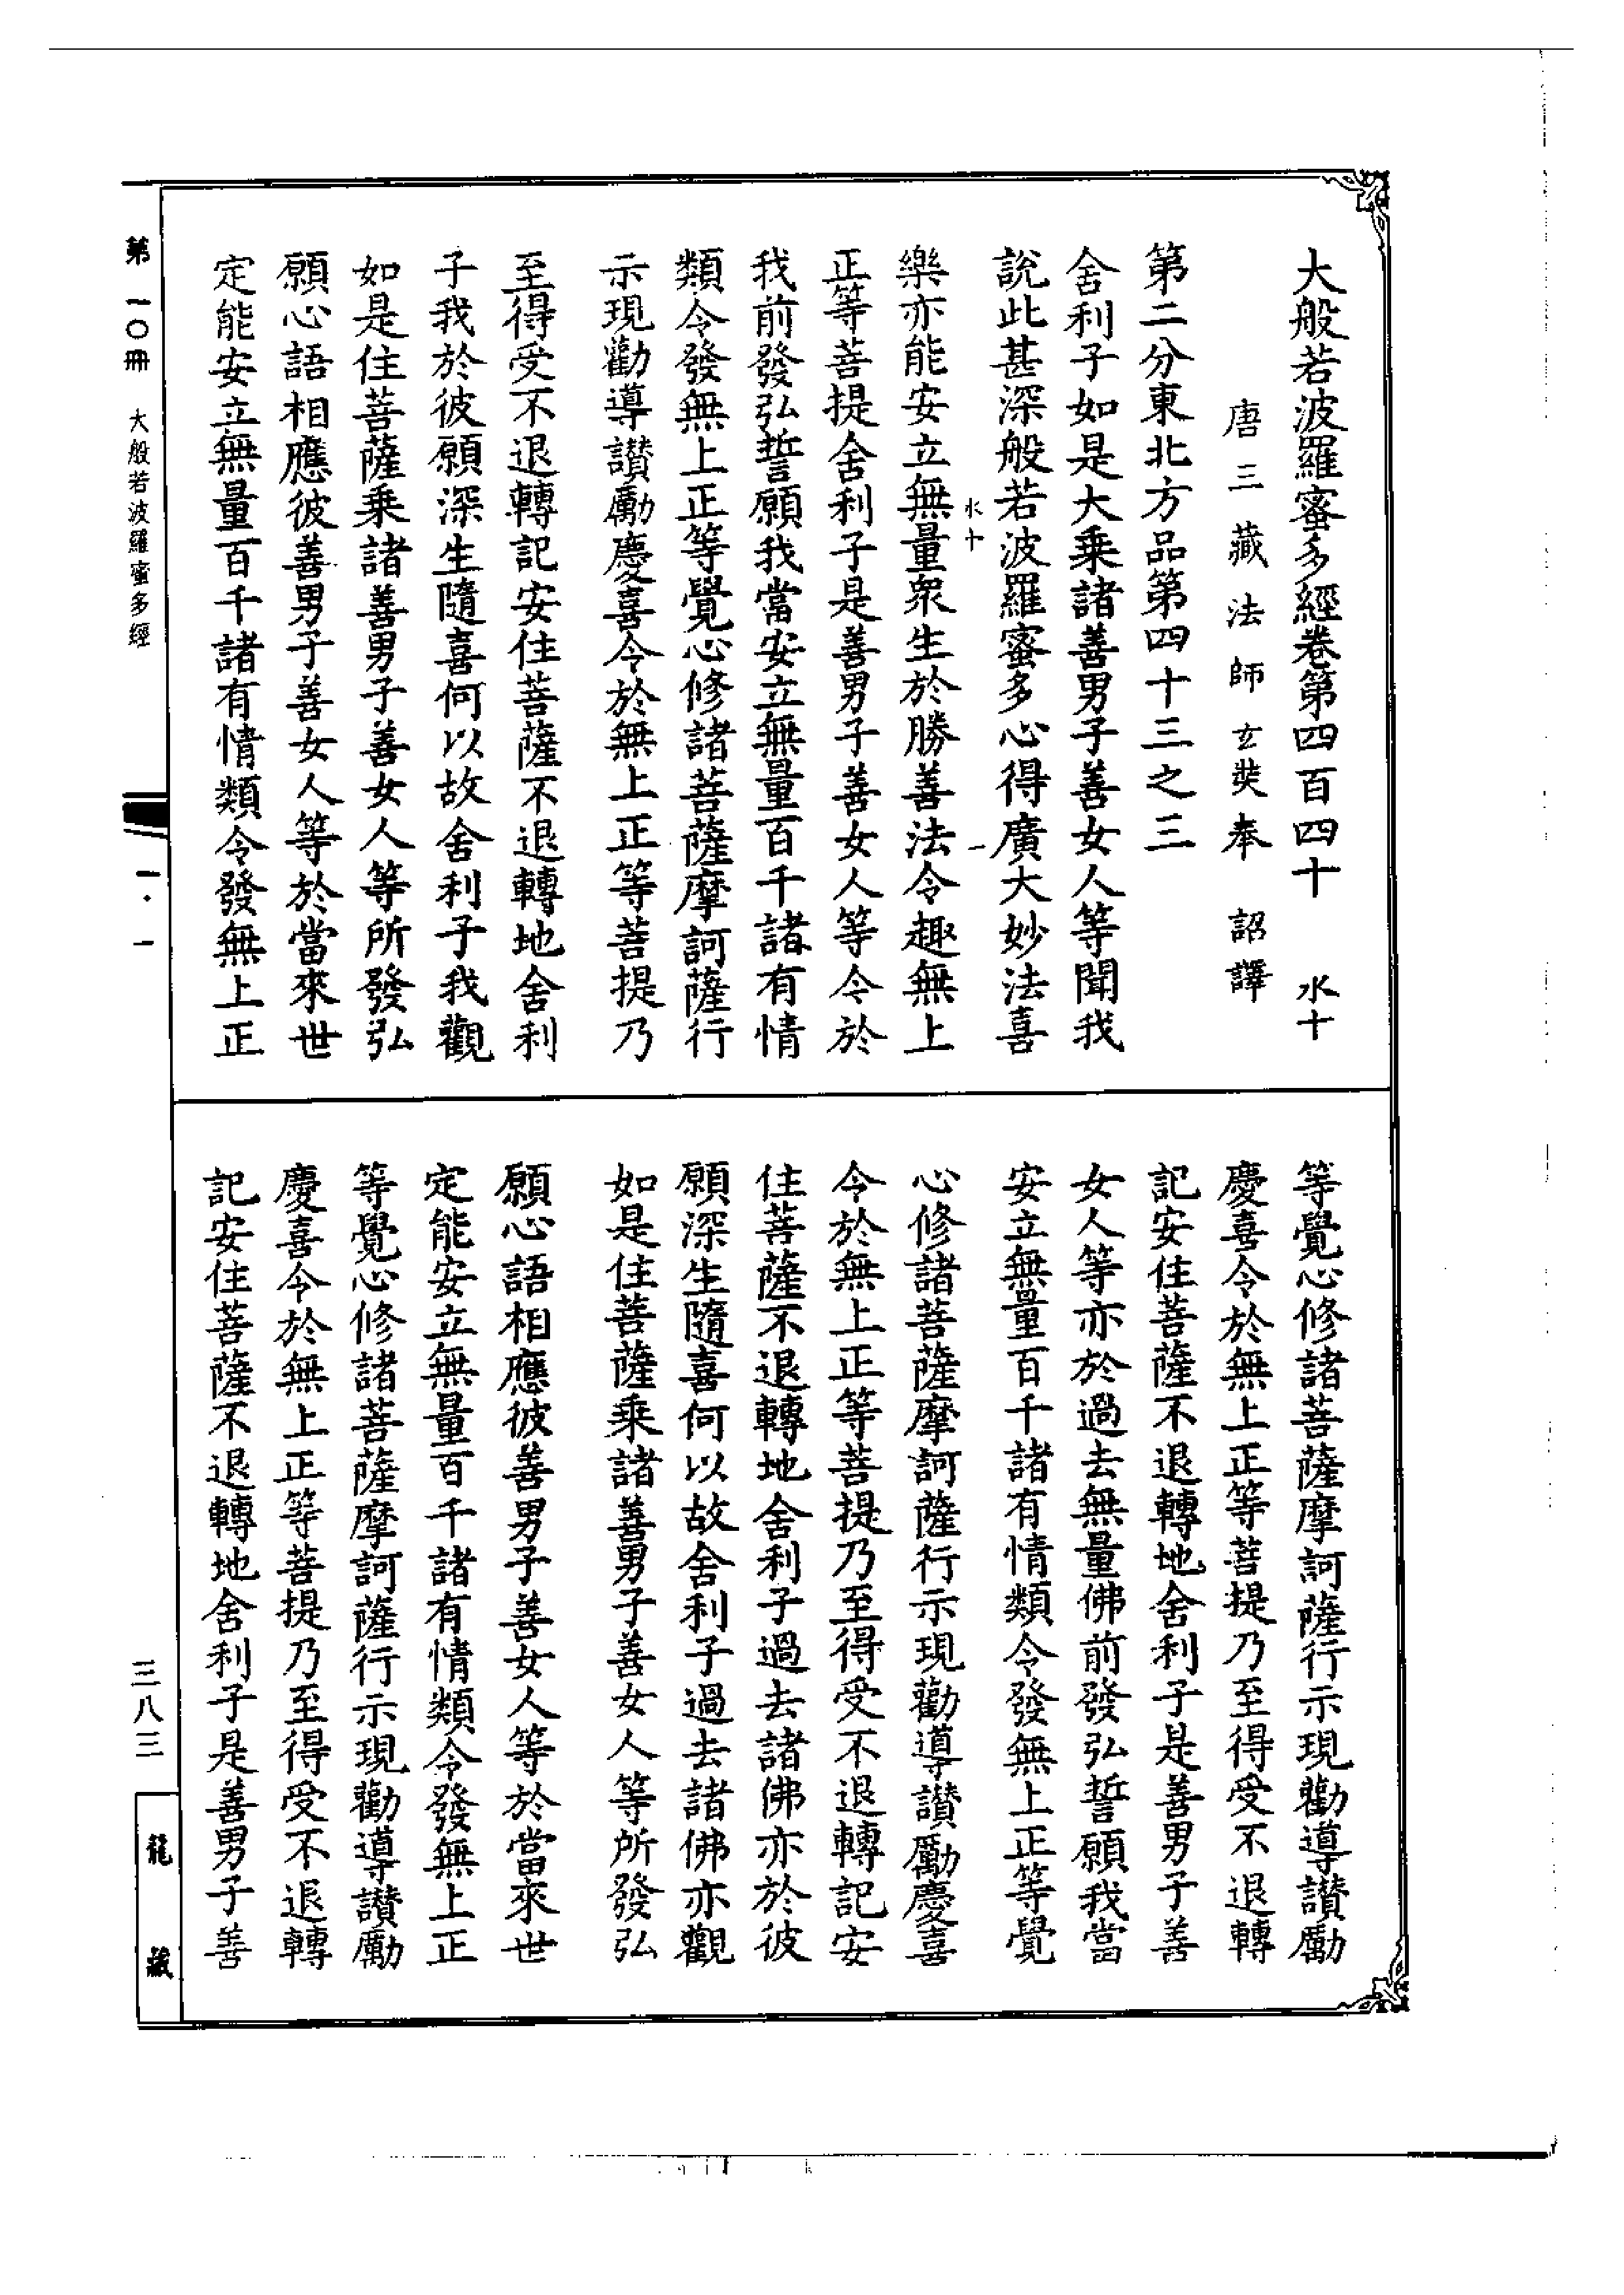 大般若波羅蜜多經卷第四百四十　水十
唐三藏法師玄奘奉　詔譯
第二分東北方品第四十三之三
舍利子如是大乘諸善男子善女人等聞我
說此甚深般若波羅蜜多心得廣大妙法喜
水十　一
樂亦能安立無量眾生於勝善法令趣無上
正等菩提舍利子是善男子善女人等令於
我前發弘誓願我當安立無量百千諸有情
類令發無上正等覺心修諸菩薩摩訶薩行
示現勸導讚勵慶喜令於無上正等菩提乃
至得受不退轉記安住菩薩不退轉地舍利
子我於彼願深生隨喜何以故舍利子我觀
如是住菩薩乘諸善男子善女人等所發弘
願心語相應彼善男子善女人等於當來世
定能安立無量百千諸有情類令發無上正
等覺心修諸菩薩摩訶薩行示現勸導讚勵
慶喜令於無上正等菩提乃至得受不退轉
記安住菩薩不退轉地舍利子是善男子善
女人等亦於過去無量佛前發弘誓願我當
安立無量百千諸有情類令發無上正等覺
心修諸菩薩摩訶薩行示現勸導讚勵慶喜
令於無上正等菩提乃至得受不退轉記安
住菩薩不退轉地舍利子過去諸佛亦於彼
願深生隨喜何以故舍利子過去諸佛亦觀
如是住菩薩乘諸善男子善女人等所發弘
願心語相應彼善男子善女人等於當來世
定能安立無量百千諸有情類令發無上正
等覺心修諸菩薩摩訶薩行示現勸導讚勵
慶喜令於無上正等菩提乃至得受不退轉
記安住菩薩不退轉地舍利子是善男子善
第一〇冊　大般若波羅蜜多經
一·一
三八三
龍藏